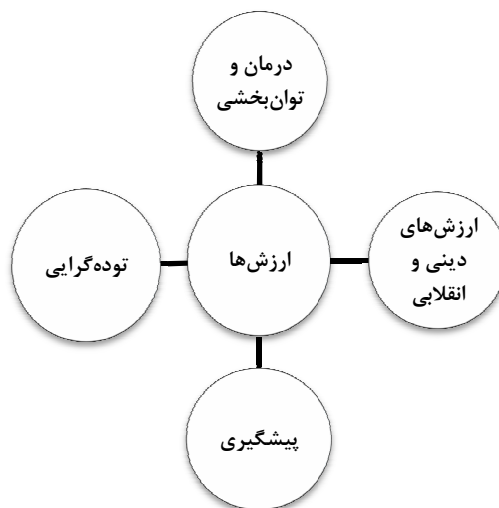 درمان و
توان‌بخشی
ارزش‌های
دینی و
انقلابی
ارزش‌ها
توده‌گرایی
پیشگیری